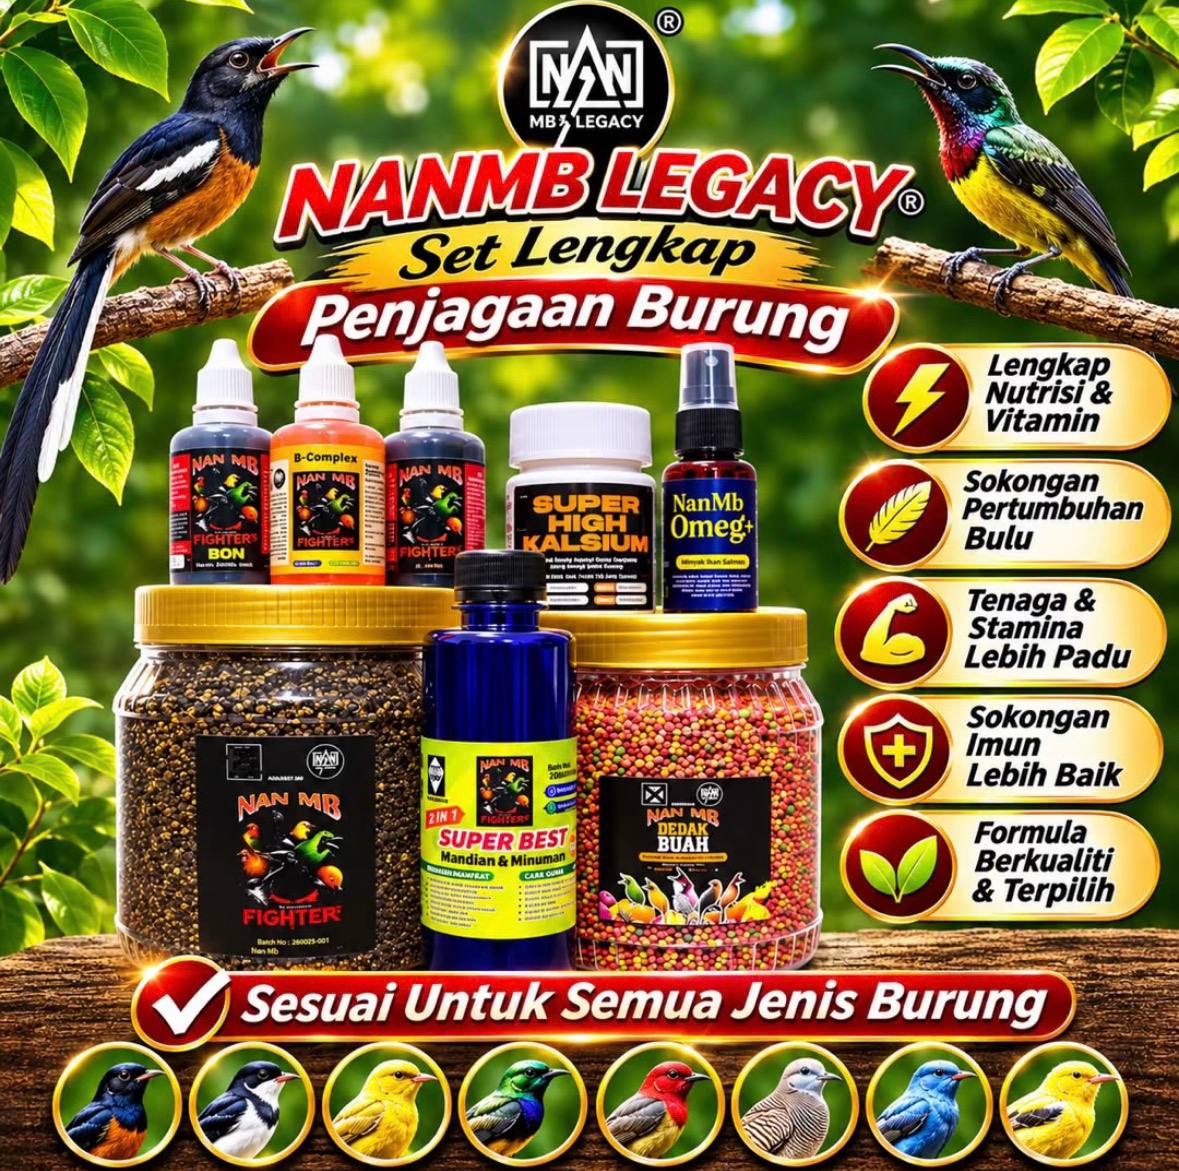 NAN
MB LEGACY
®
NANMB LEGACY®
Set Lengkap
Penjagaan Burung
Lengkap
Nutrisi &
Vitamin
Sokongan
Pertumbuhan
Bulu
Tenaga &
Stamina
Lebih Padu
Sokongan
Imun
Lebih Baik
Formula
Berkualiti
& Terpilih
NAN MB
FIGHTER'S
BON
B-Complex
NAN MB
FIGHTER'S
NAN MB
FIGHTER'S
SUPER
HIGH
KALSIUM
NanMb
Omeg+
Minyak Ikan Salmon
NAN MB
FIGHTER'S
Batch No : 260025-001
Nan Mb
NAN MB
FIGHTER'S
2 IN 1
SUPER BEST
Mandian & Minuman
NAN MB
DEDAK
BUAH
Sesuai Untuk Semua Jenis Burung